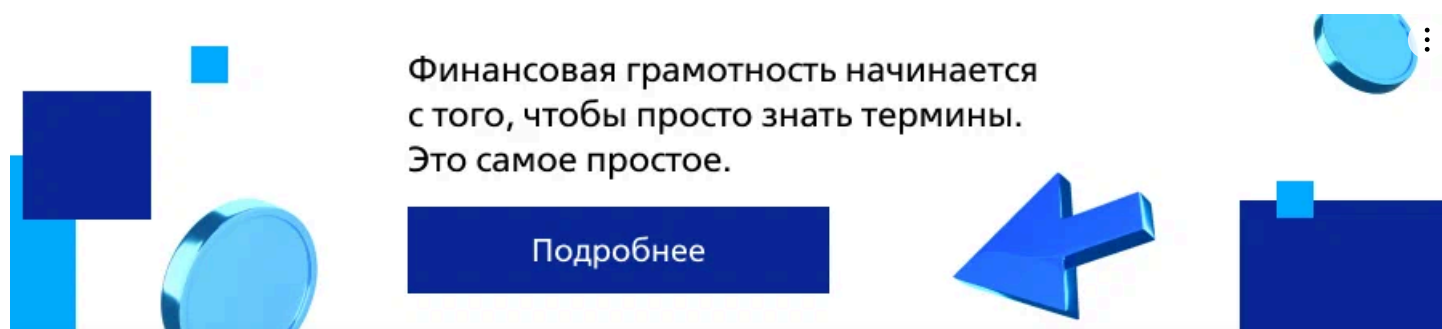 Финансовая грамотность начинается
с того, чтобы просто знать термины.
Это самое простое.
Подробнее